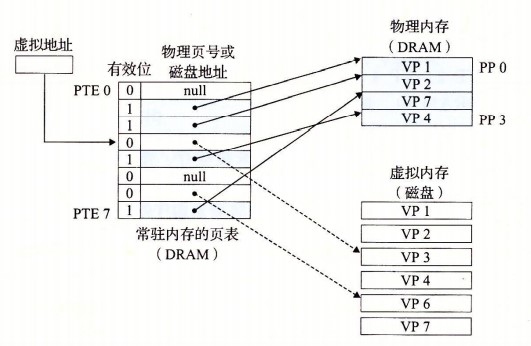 虚拟地址
有效位
物理页号或
磁盘地址
PTE 0
0
null
1
1
0
1
0
null
0
PTE 7
1
常驻内存的页表
（DRAM）
物理内存
（DRAM）
VP 1
PP 0
VP 2
VP 7
VP 4
PP 3
虚拟内存
（磁盘）
VP 1
VP 2
VP 3
VP 4
VP 6
VP 7